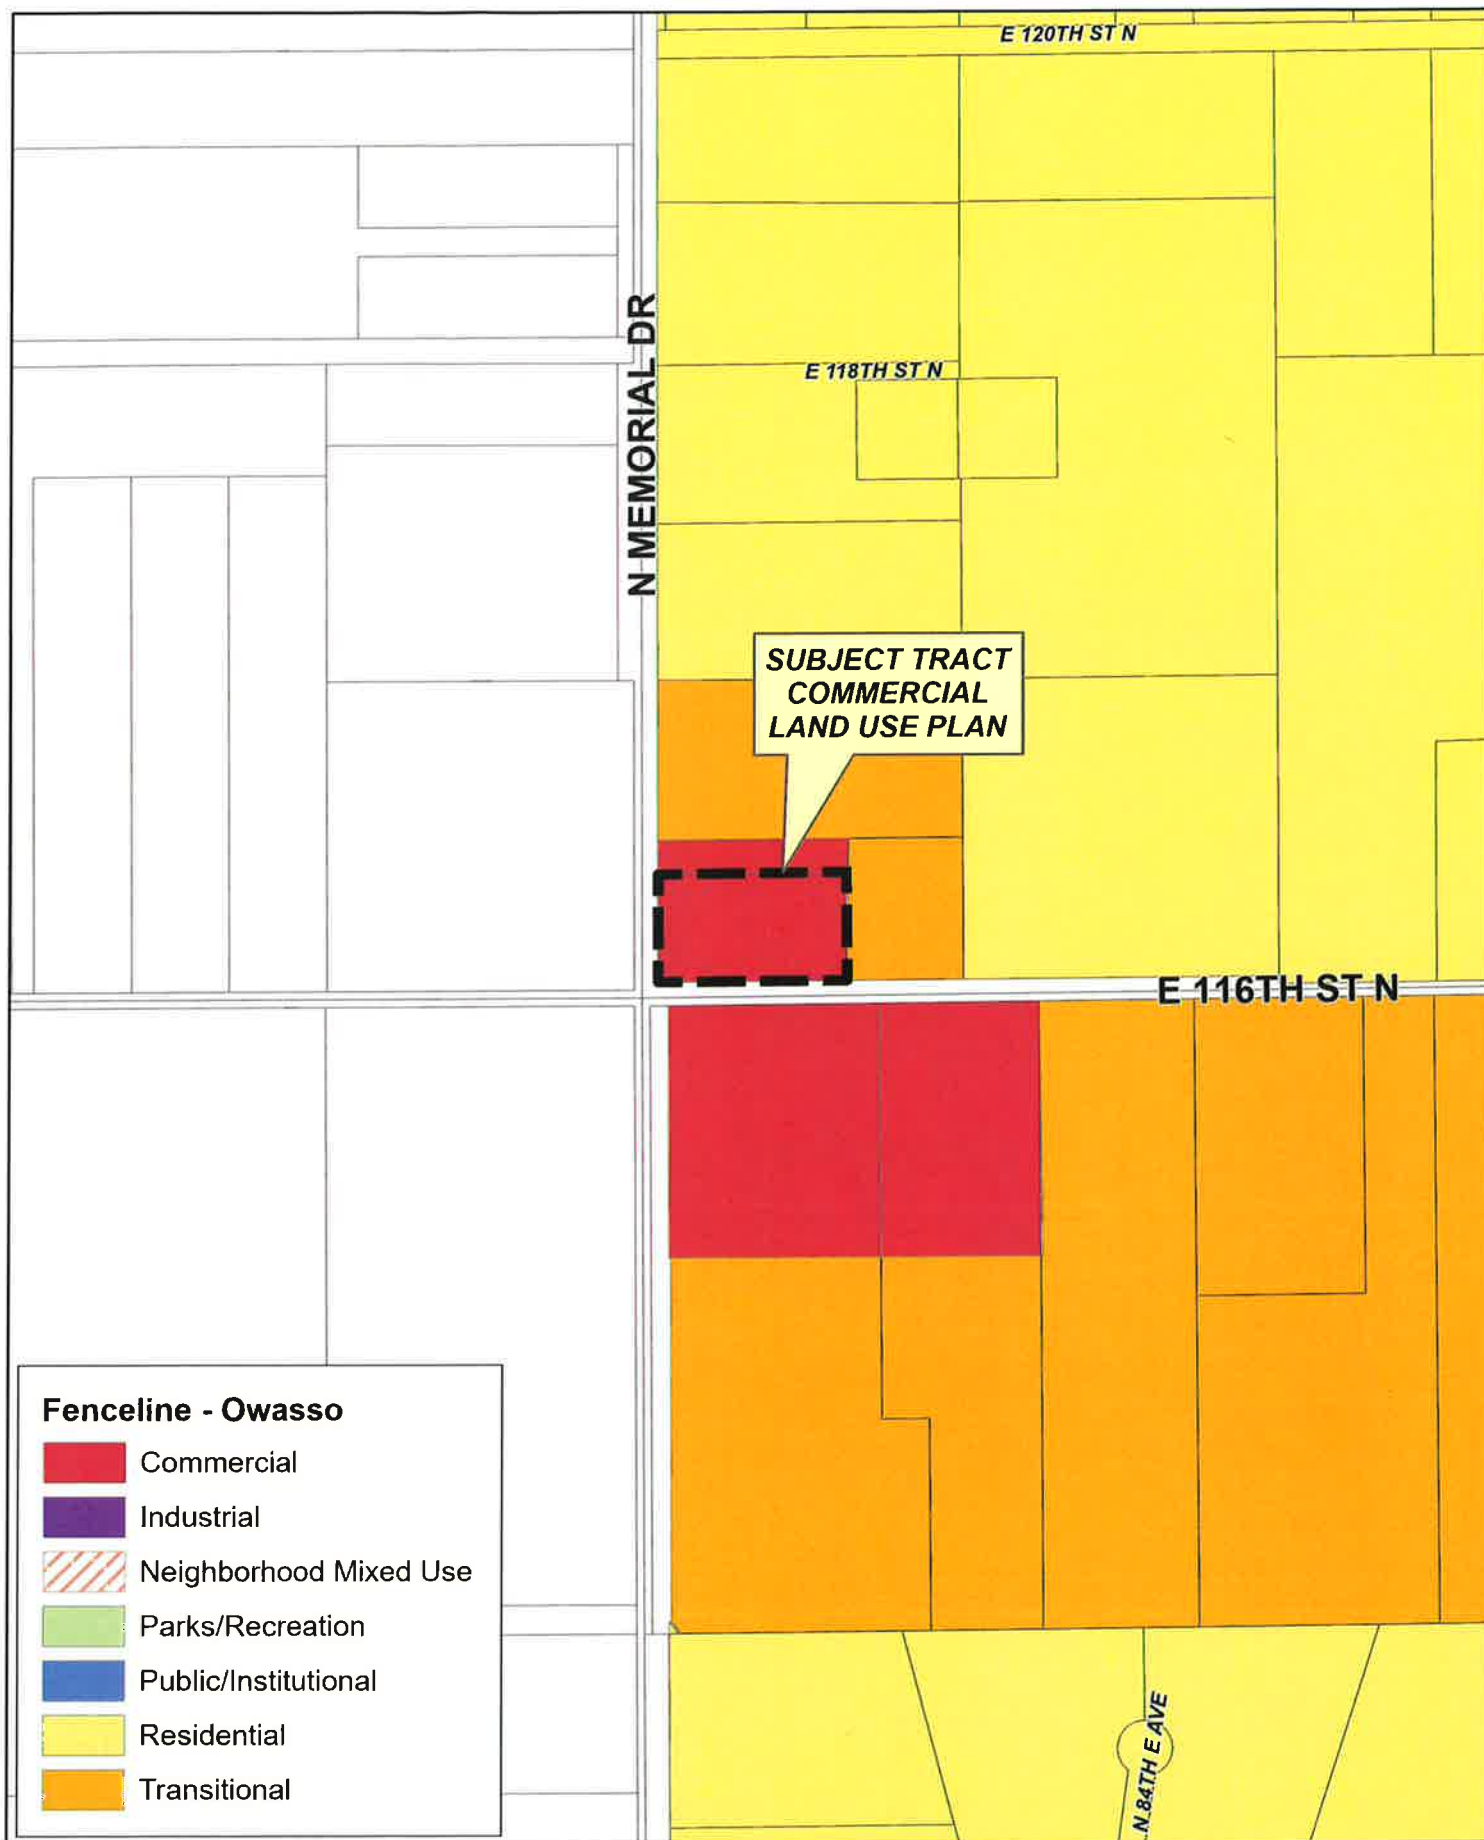 E 120TH ST N
N MEMORIAL DR
E 118TH ST N
SUBJECT TRACT
COMMERCIAL
LAND USE PLAN
E 116TH ST N
Fenceline - Owasso
Commercial
Industrial
Neighborhood Mixed Use
Parks/Recreation
Public/Institutional
Residential
Transitional
N 84TH E AVE